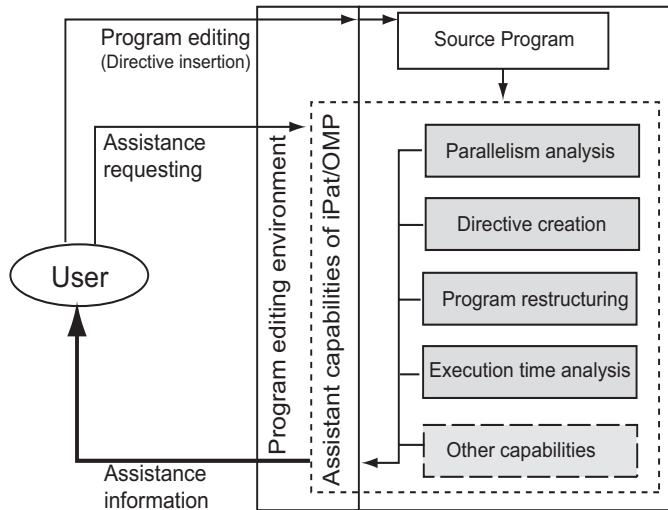 Program editing
(Directive insertion)
Source Program
Assistance
requesting
Parallelism analysis
Directive creation
User
Program restructuring
Execution time analysis
Other capabilities
Assistance
information
Program editing environment
Assistant capabilities of iPat/OMP